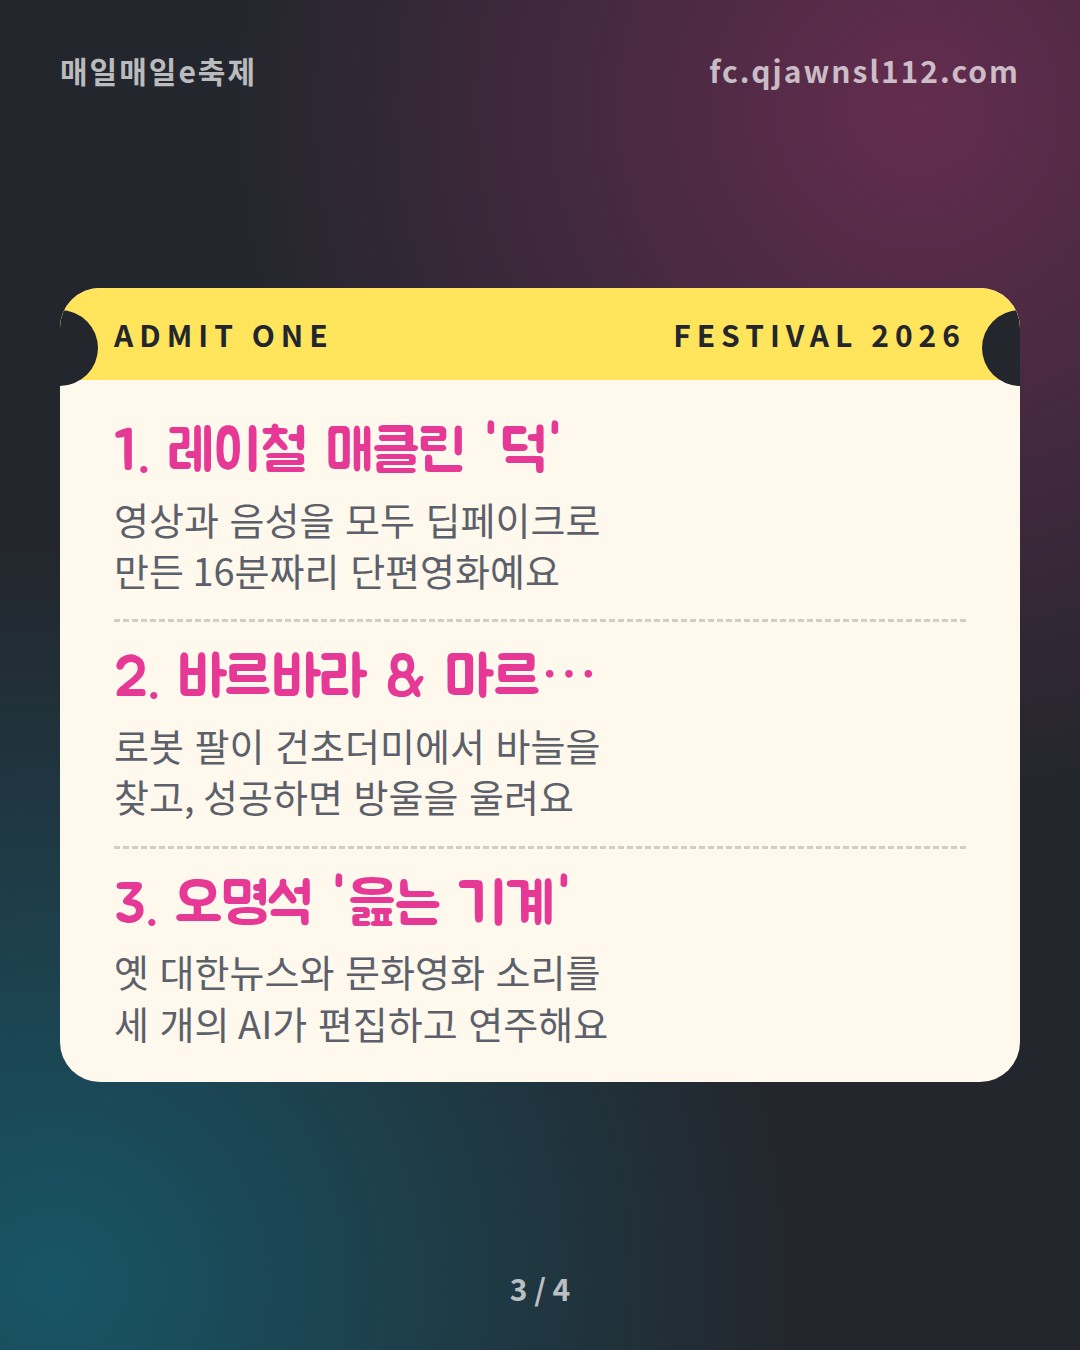 매일매일e축제
fc.qjawnsl112.com
ADMIT ONE
FESTIVAL 2026
1. 레이철 매클린 '덕'
영상과 음성을 모두 딥페이크로
만든 16분짜리 단편영화예요
2. 바르바라 & 마르…
로봇 팔이 건초더미에서 바늘을
찾고, 성공하면 방울을 울려요
3. 오명석 '읊는 기계'
옛 대한뉴스와 문화영화 소리를
세 개의 AI가 편집하고 연주해요
3 / 4